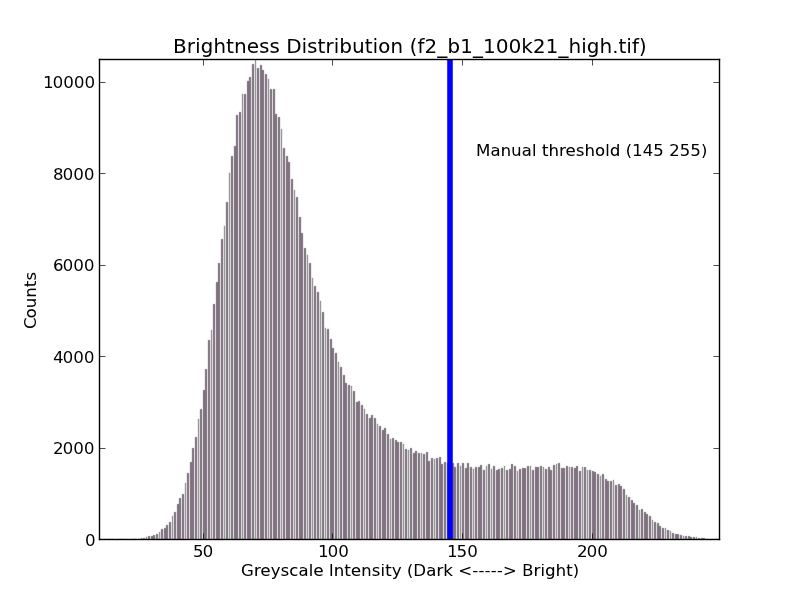 Brightness Distribution (f2_b1_100k21_high.tif)
10000
8000
6000
4000
2000
0
Counts
Manual threshold (145 255)
50
100
150
200
Greyscale Intensity (Dark <-----> Bright)